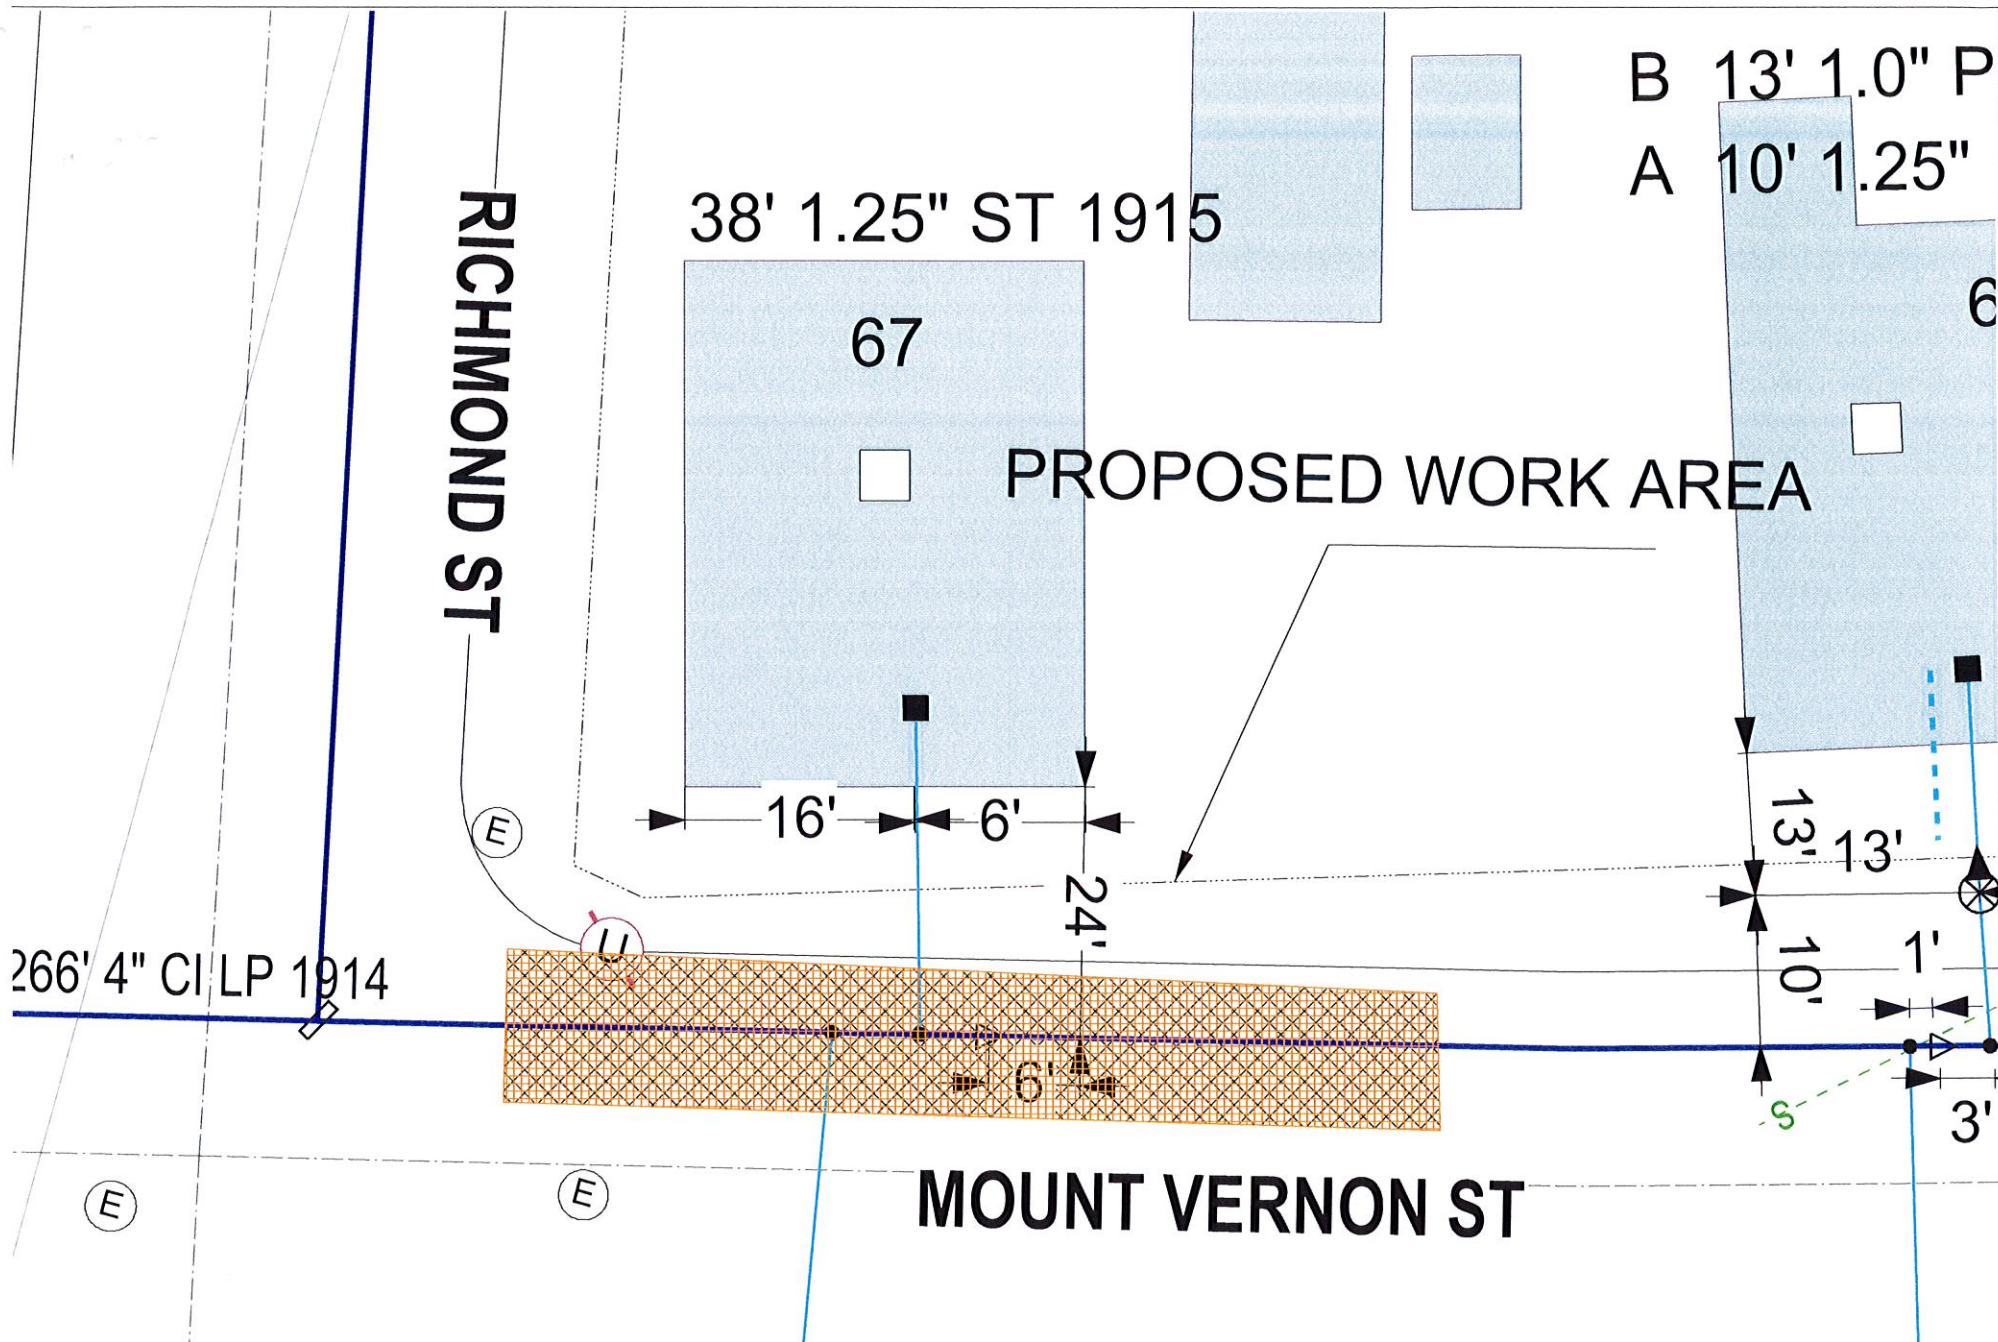 B 13' 1.0" P
A 10' 1.25"
38' 1.25" ST 1915
RICHMOND ST
67
6
PROPOSED WORK AREA
16'
6'
E
24'
13'
13'
U
266' 4" CI LP 1914
10'
1'
6'
S
3'
E
E
MOUNT VERNON ST